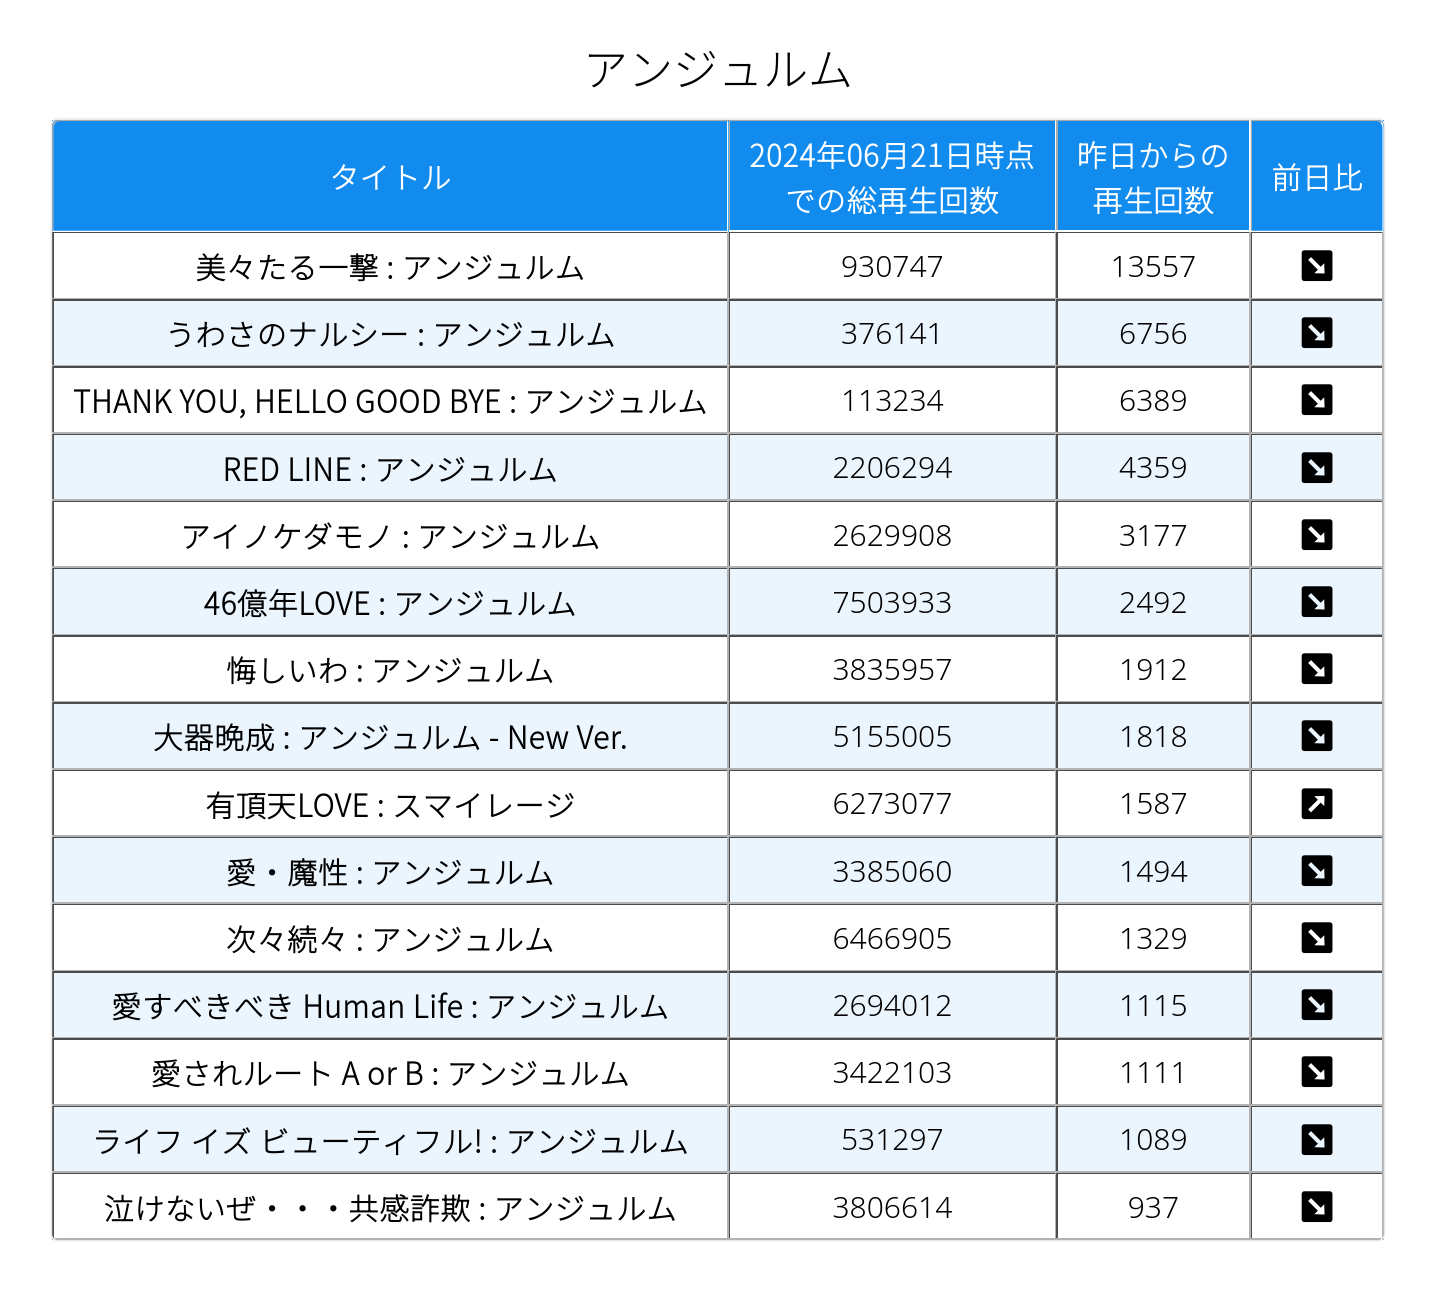 アンジュルム
タイトル
2024年06月21日時点
での総再生回数
昨日からの
再生回数
前日比
美々たる一撃 : アンジュルム 930747 13557
うわさのナルシー : アンジュルム 376141 6756
THANK YOU, HELLO GOOD BYE : アンジュルム 113234 6389
RED LINE : アンジュルム 2206294 4359
アイノケダモノ : アンジュルム 2629908 3177
46億年LOVE : アンジュルム 7503933 2492
悔しいわ : アンジュルム 3835957 1912
大器晩成 : アンジュルム - New Ver. 5155005 1818
有頂天LOVE : スマイレージ 6273077 1587
愛・魔性 : アンジュルム 3385060 1494
次々続々 : アンジュルム 6466905 1329
愛すべきべき Human Life : アンジュルム 2694012 1115
愛されルート A or B : アンジュルム 3422103 1111
ライフ イズ ビューティフル! : アンジュルム 531297 1089
泣けないぜ・・・共感詐欺 : アンジュルム 3806614 937